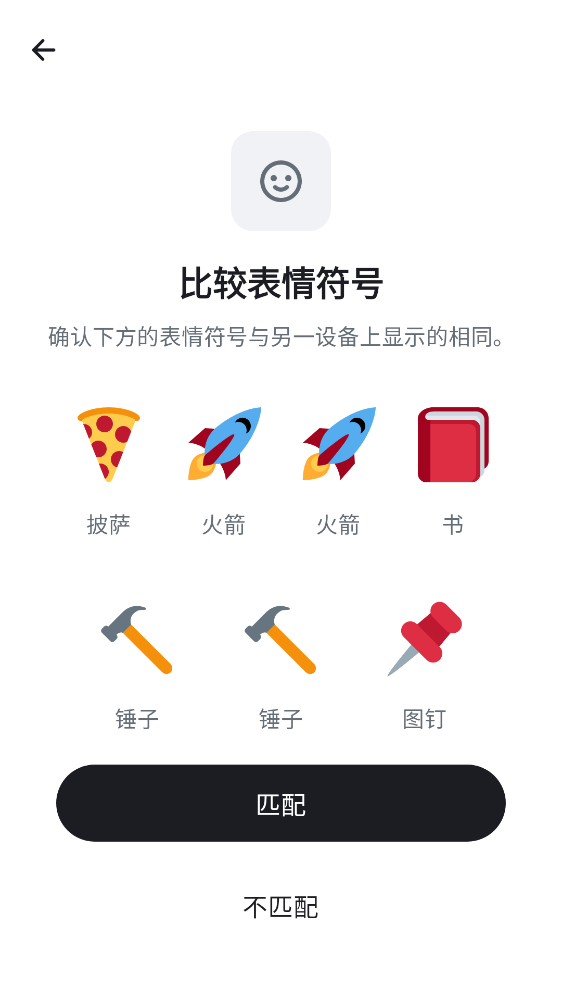 比较表情符号
确认下方的表情符号与另一设备上显示的相同。
披萨 火箭 火箭 书
锤子 锤子 图钉
匹配
不匹配